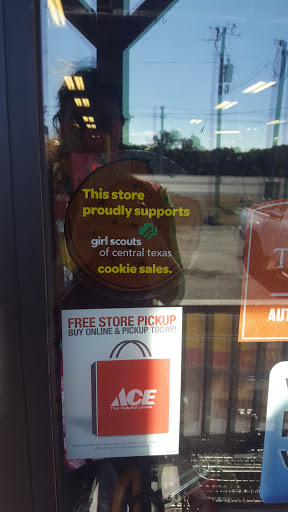 This store
proudly supports
girl scouts
of central texas
cookie sales.
FREE STORE PICKUP
BUY ONLINE & PICKUP TODAY!
ACE
The helpful place.
AUT